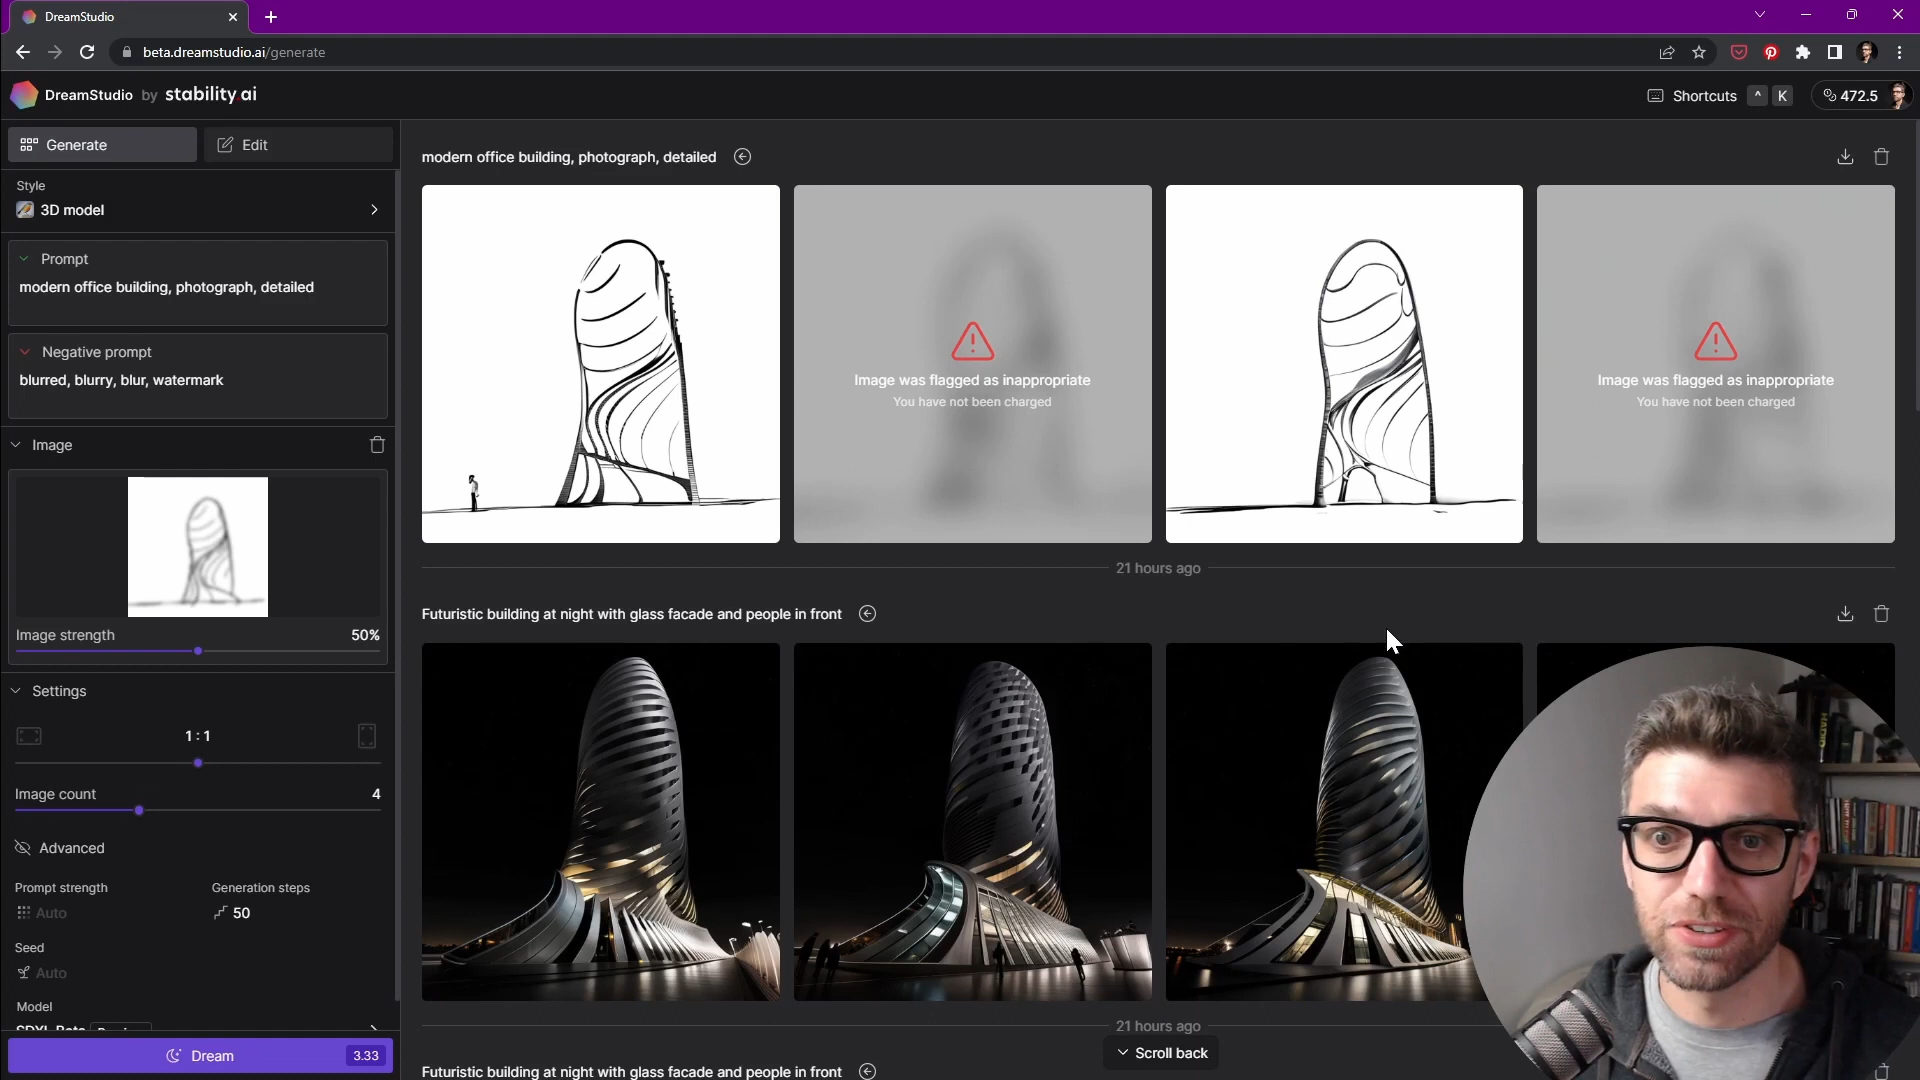 DreamStudio
beta.dreamstudio.ai/generate
DreamStudio by stability.ai
Shortcuts ^ K 472.5
Generate
Edit
Style
3D model
Prompt
modern office building, photograph, detailed
Negative prompt
blurred, blurry, blur, watermark
Image
Image strength 50%
Settings
1 : 1
Image count 4
Advanced
Prompt strength Generation steps
Auto 50
Seed
Auto
Model
SDXL Beta
Dream 3.33
modern office building, photograph, detailed
Image was flagged as inappropriate
You have not been charged
Image was flagged as inappropriate
You have not been charged
21 hours ago
Futuristic building at night with glass facade and people in front
21 hours ago
Scroll back
Futuristic building at night with glass facade and people in front